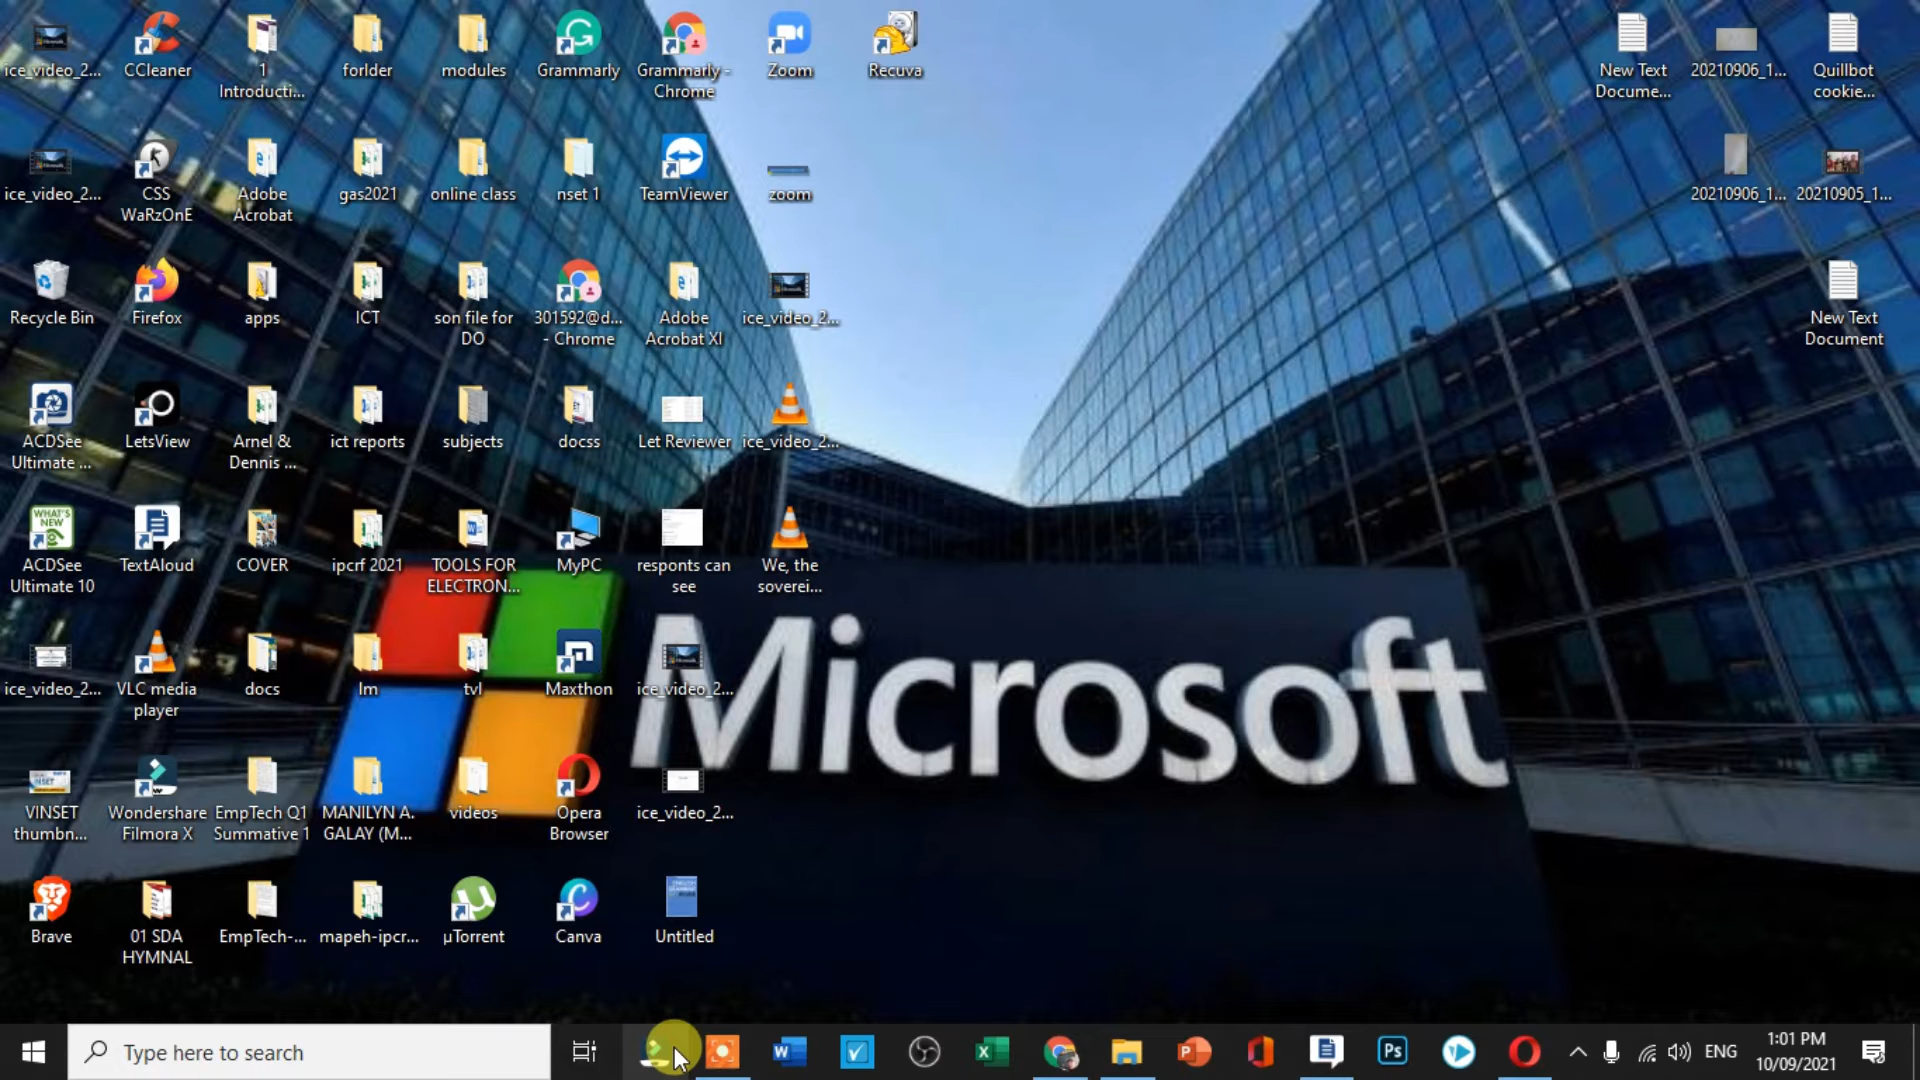 ice_video_2...
CCleaner
1
Introducti...
forlder
modules
Grammarly
Grammarly -
Chrome
Zoom
Recuva
New Text
Docume...
20210906_1...
Quillbot
cookie...
ice_video_2...
CSS
WaRzOnE
Adobe
Acrobat
gas2021
online class
nset 1
TeamViewer
zoom
20210906_1...
20210905_1...
Recycle Bin
Firefox
apps
ICT
son file for
DO
301592@d...
- Chrome
Adobe
Acrobat XI
ice_video_2...
New Text
Document
ACDSee
Ultimate ...
LetsView
Arnel &
Dennis ...
ict reports
subjects
docss
Let Reviewer
ice_video_2...
WHAT'S
NEW
ACDSee
Ultimate 10
TextAloud
COVER
ipcrf 2021
TOOLS FOR
ELECTRON...
MyPC
responts can
see
We, the
soverei...
Microsoft
ice_video_2...
VLC media
player
docs
lm
tvl
Maxthon
ice_video_2...
VINSET
thumbn...
Wondershare
Filmora X
EmpTech Q1
Summative 1
MANILYN A.
GALAY (M...
videos
Opera
Browser
ice_video_2...
Brave
01 SDA
HYMNAL
EmpTech-...
mapeh-ipcr...
µTorrent
Canva
Untitled
Type here to search
Ps
ENG
1:01 PM
10/09/2021